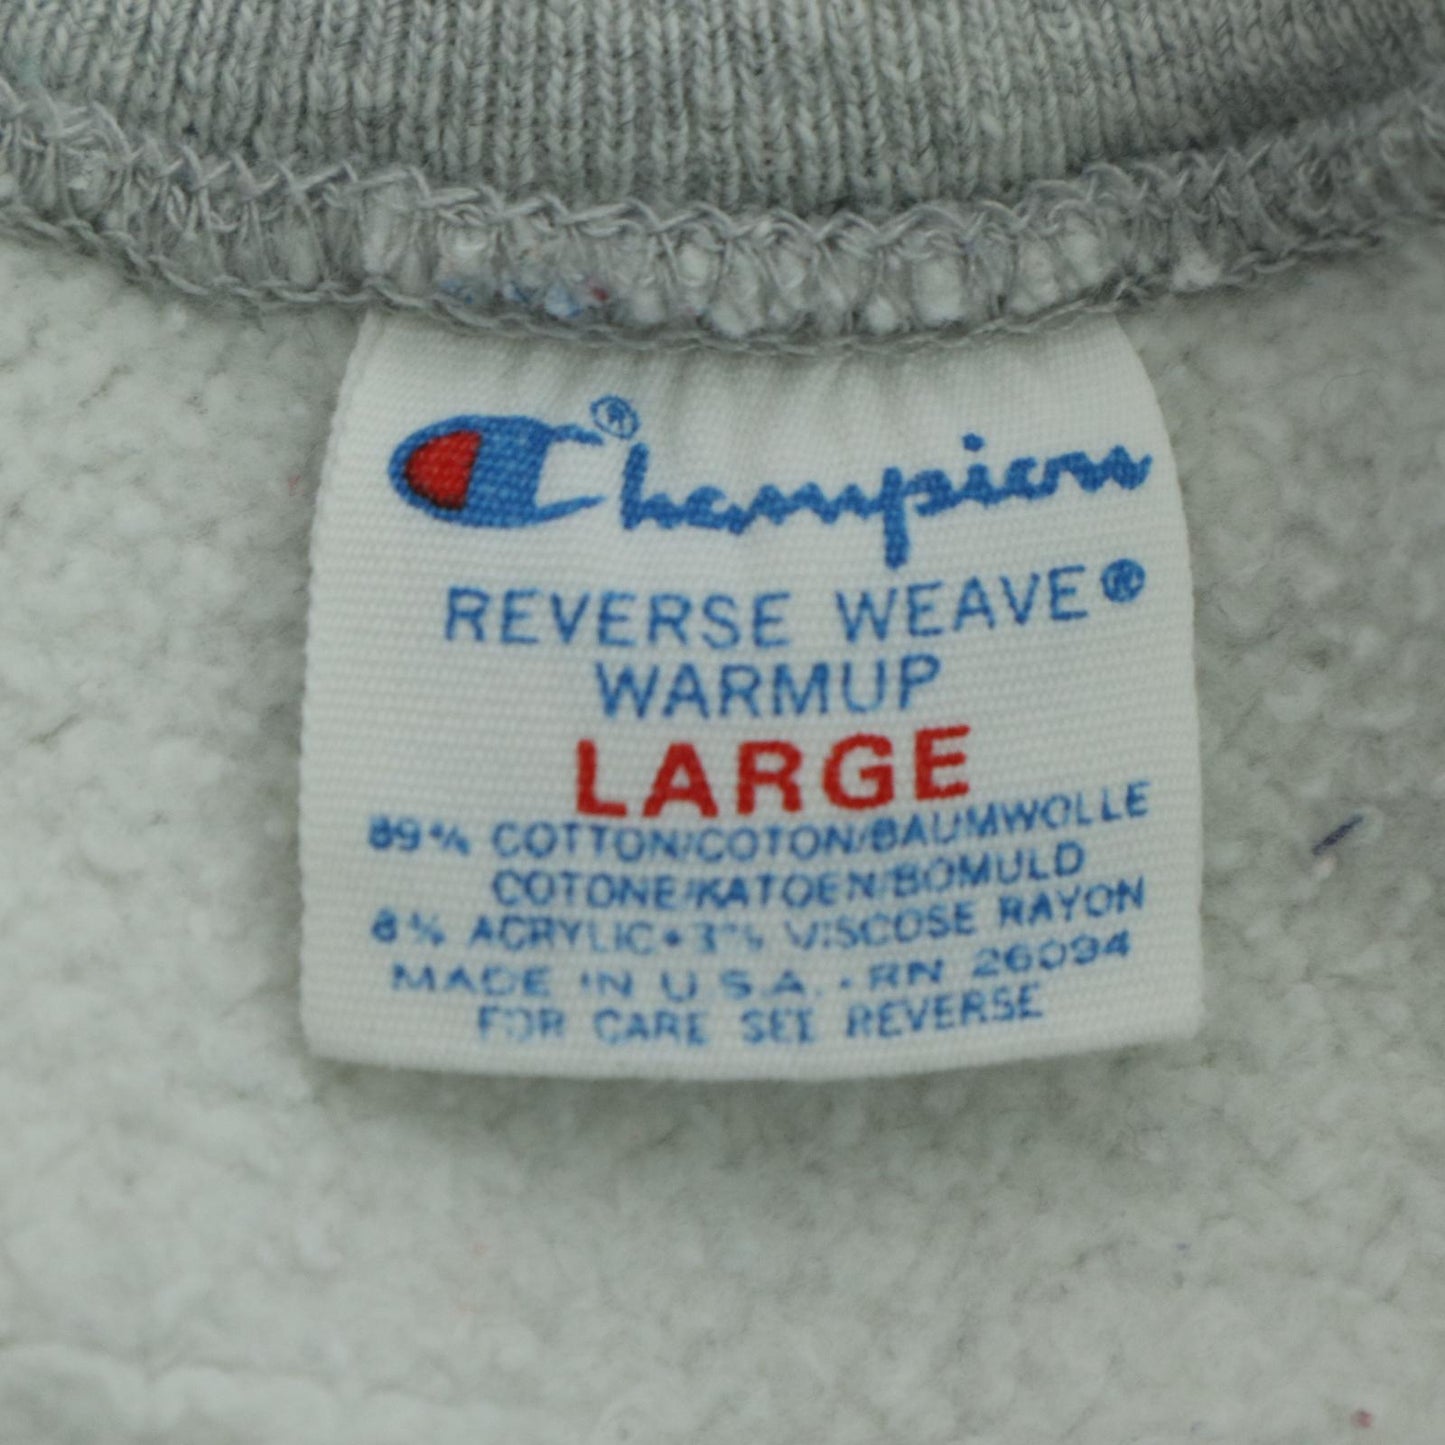 Champion®
REVERSE WEAVE®
WARMUP
LARGE
89% COTTON/COTON/BAUMWOLLE
COTONE/KATOEN/BOMULD
8% ACRYLIC•3% VISCOSE RAYON
MADE IN U.S.A. • RN 26094
FOR CARE SEE REVERSE